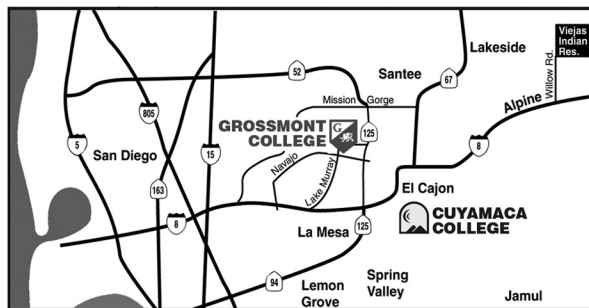 Viejas
Indian
Res.
Willow Rd.
Lakeside
52
Santee
67
Alpine
Mission Gorge
805
GROSSMONT
COLLEGE
G
125
5
San Diego
15
Navajo
8
163
Lake Murray
El Cajon
CUYAMACA
COLLEGE
8
La Mesa
125
94
Lemon
Grove
Spring
Valley
Jamul